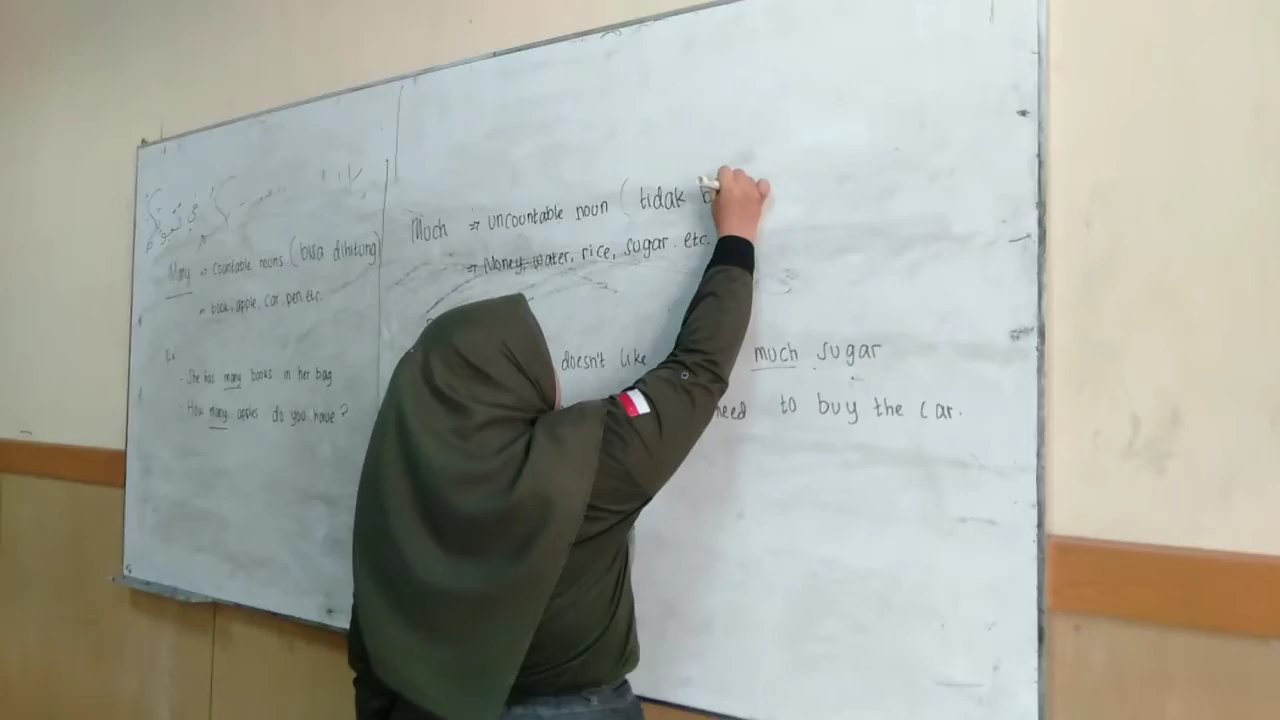 Many => Countable nouns (bisa dihitung)
=> book, apple, car, pen, etc.
Ex
- She has many books in her bag
- How many apples do you have?
Much => uncountable noun (tidak b
=> Money, water, rice, sugar. etc.
doesn't like much sugar
need to buy the car.